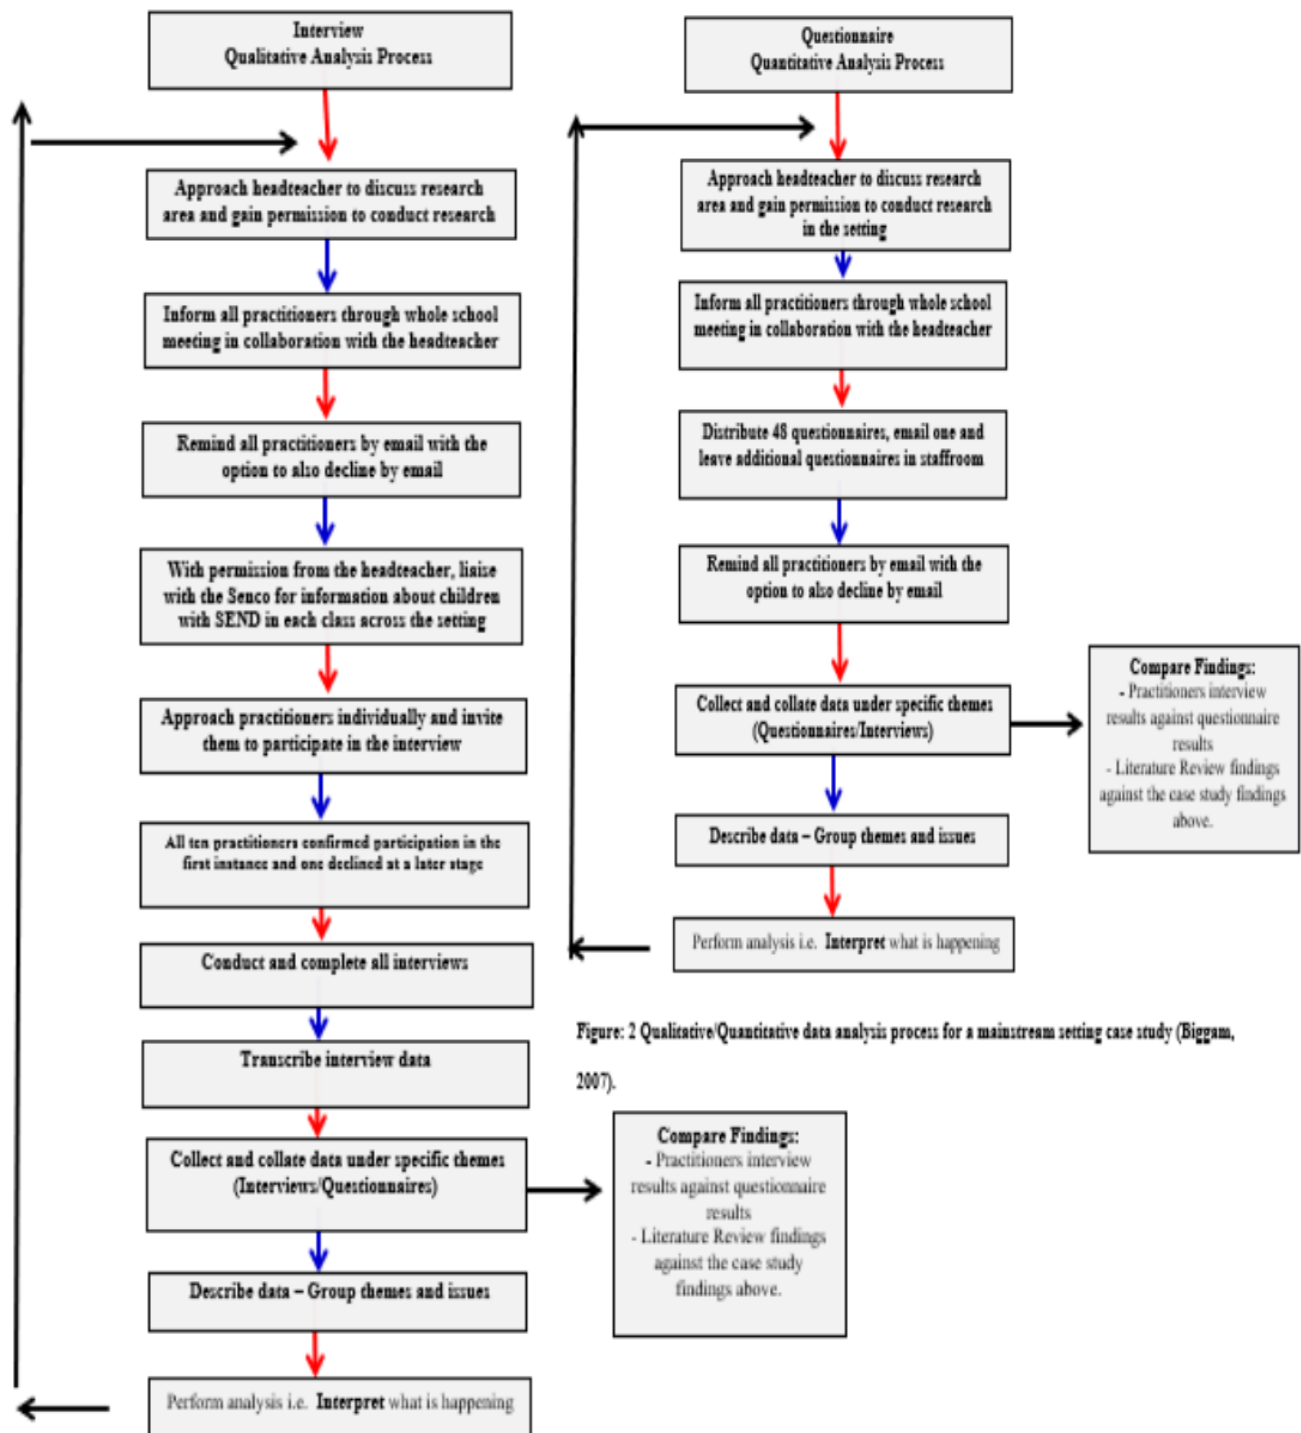 Interview
Qualitative Analysis Process
Approach headteacher to discuss research
area and gain permission to conduct research
Inform all practitioners through whole school
meeting in collaboration with the headteacher
Remind all practitioners by email with the
option to also decline by email
With permission from the headteacher, liaise
with the Senco for information about children
with SEND in each class across the setting
Approach practitioners individually and invite
them to participate in the interview
All ten practitioners confirmed participation in the
first instance and one declined at a later stage
Conduct and complete all interviews
Transcribe interview data
Collect and collate data under specific themes
(Interviews/Questionnaires)
Describe data – Group themes and issues
Perform analysis i.e. Interpret what is happening
Compare Findings:
- Practitioners interview
results against questionnaire
results
- Literature Review findings
against the case study
findings above.
Questionnaire
Quantitative Analysis Process
Approach headteacher to discuss research
area and gain permission to conduct research
in the setting
Inform all practitioners through whole school
meeting in collaboration with the headteacher
Distribute 48 questionnaires, email one and
leave additional questionnaires in staffroom
Remind all practitioners by email with the
option to also decline by email
Collect and collate data under specific themes
(Questionnaires/Interviews)
Describe data – Group themes and issues
Perform analysis i.e. Interpret what is happening
Compare Findings:
- Practitioners interview
results against questionnaire
results
- Literature Review findings
against the case study findings
above.
Figure: 2 Qualitative/Quantitative data analysis process for a mainstream setting case study (Biggam,
2007).